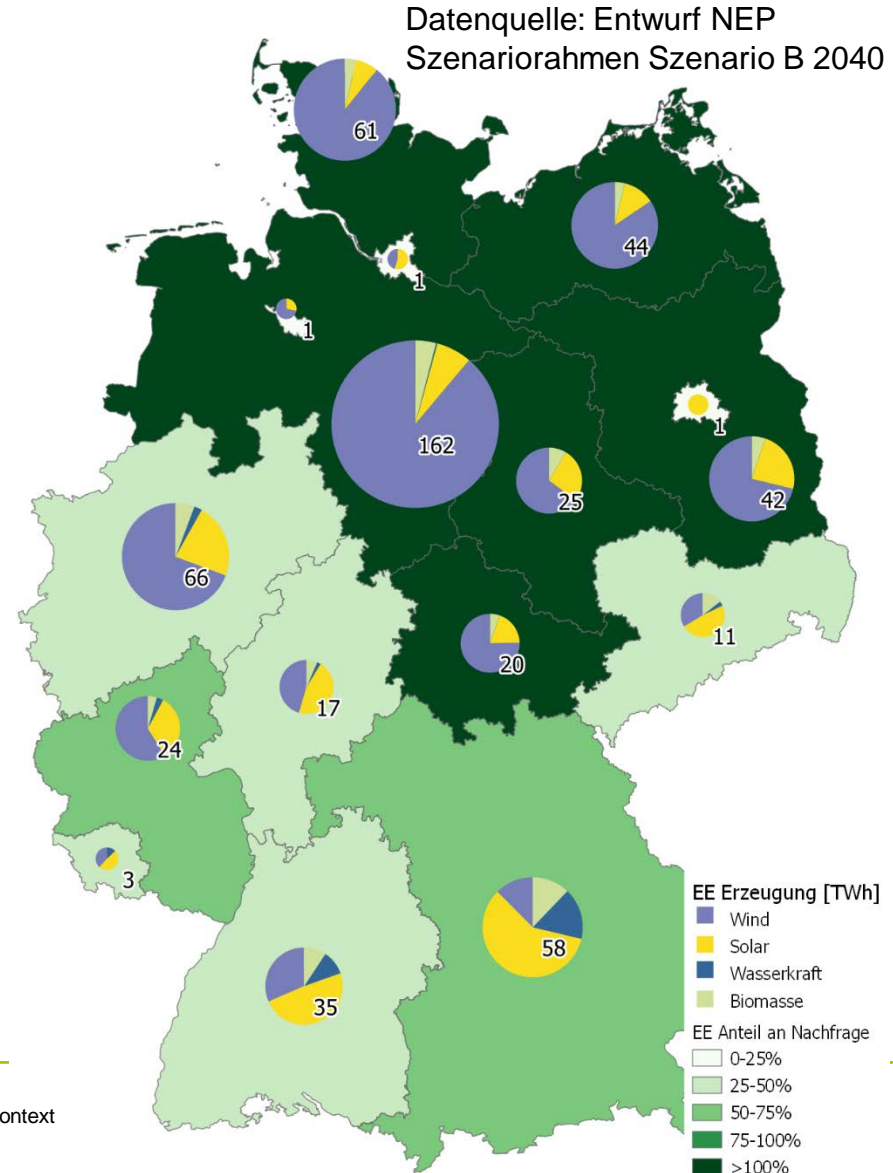 Datenquelle: Entwurf NEP
Szenariorahmen Szenario B 2040
61
44
1
1
162
1
25
42
66
11
20
17
24
3
58
35
EE Erzeugung [TWh]
Wind
Solar
Wasserkraft
Biomasse
EE Anteil an Nachfrage
0-25%
25-50%
50-75%
75-100%
>100%
ontext